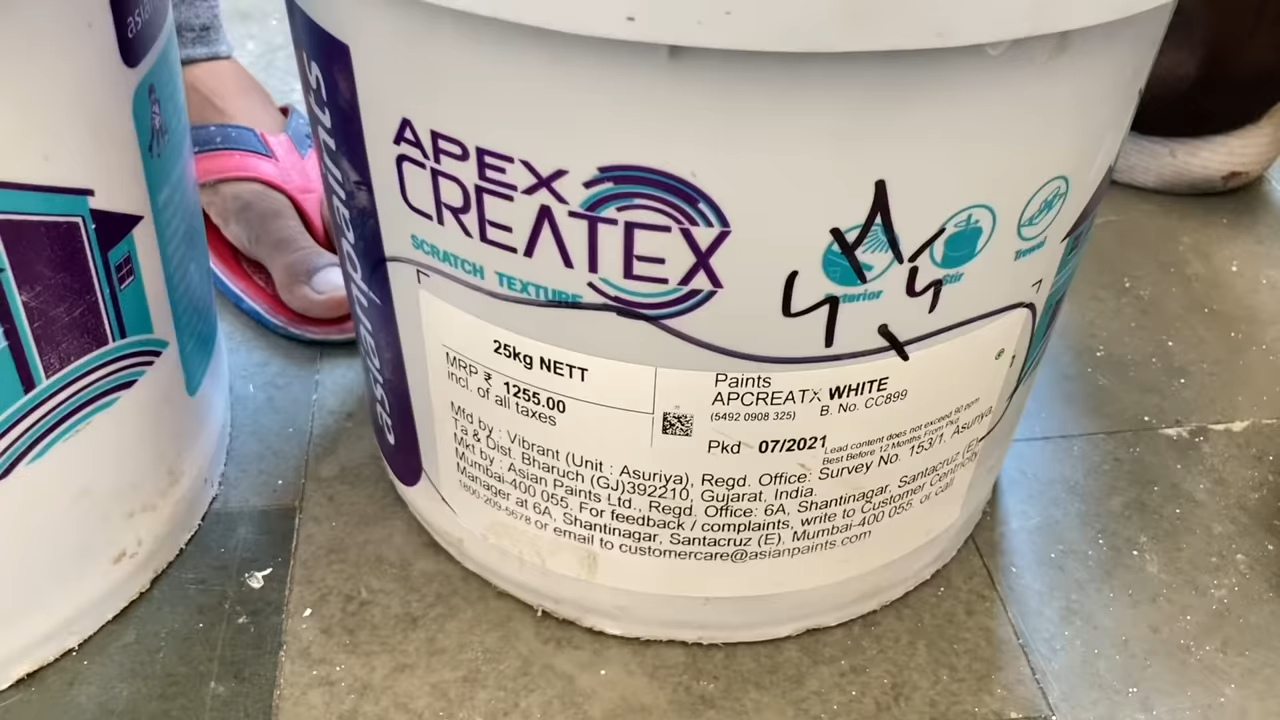 asian
asianpaints
APEX
CREATEX
SCRATCH TEXTURE
Exterior
Stir
Trowel
25kg NETT
MRP ₹ 1255.00
incl. of all taxes
Paints
APCREATX WHITE
(5492 0908 325) B. No. CC899
Pkd 07/2021
Lead content does not exceed 90 ppm
Best Before 12 Months From Pkd
Mfd by : Vibrant (Unit : Asuriya), Regd. Office: Survey No. 153/1, Asuriya,
Ta & Dist. Bharuch (GJ)392210, Gujarat, India.
Mkt by : Asian Paints Ltd., Regd. Office: 6A, Shantinagar, Santacruz (E)
Mumbai-400 055. For feedback / complaints, write to Customer Centricity
Manager at 6A, Shantinagar, Santacruz (E), Mumbai-400 055. or call
1800-209-5678 or email to customercare@asianpaints.com